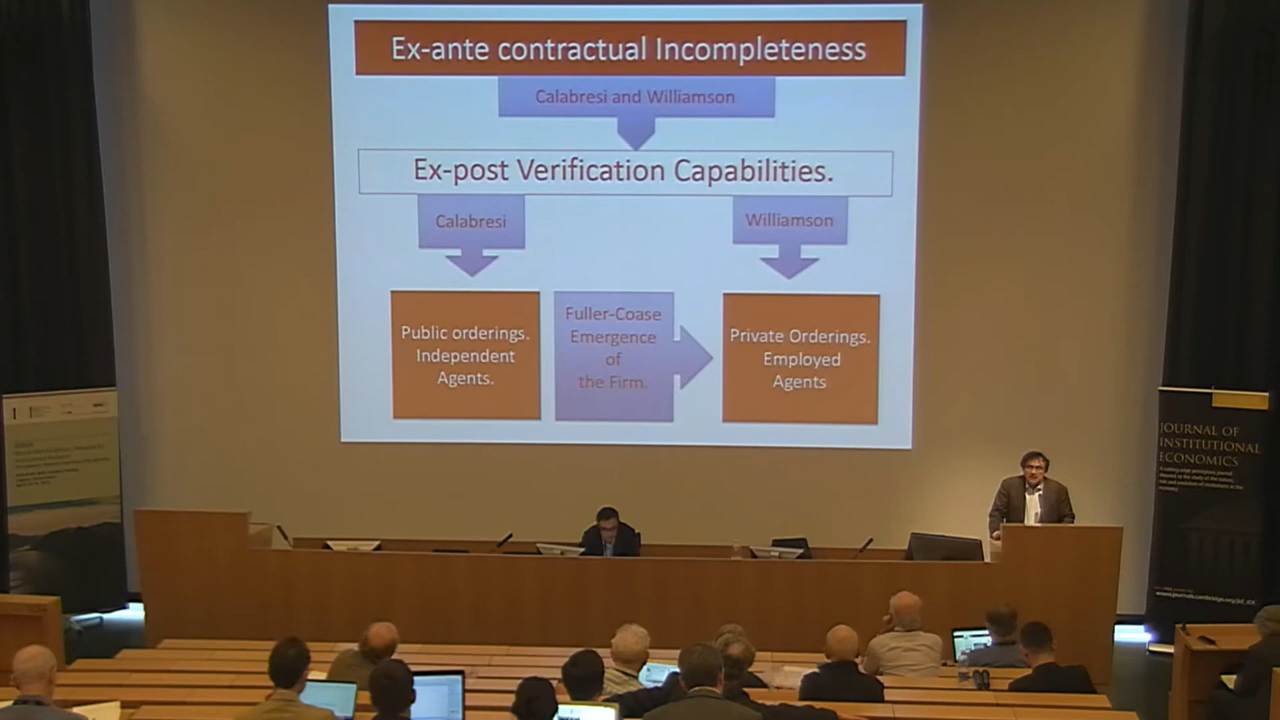 Ex-ante contractual Incompleteness
Calabresi and Williamson
Ex-post Verification Capabilities.
Calabresi
Williamson
Public orderings.
Independent
Agents.
Fuller-Coase
Emergence
of
the Firm.
Private Orderings.
Employed
Agents
JOURNAL OF
INSTITUTIONAL
ECONOMICS